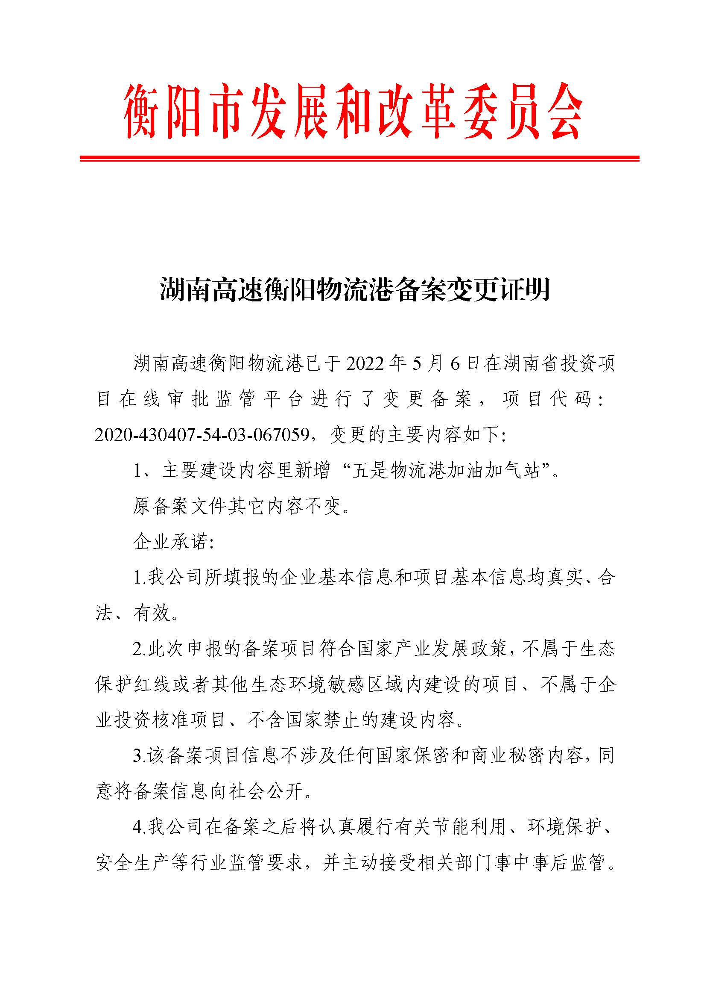 衡阳市发展和改革委员会
湖南高速衡阳物流港备案变更证明
湖南高速衡阳物流港已于 2022 年 5 月 6 日在湖南省投资项
目在线审批监管平台进行了变更备案，项目代码：
2020-430407-54-03-067059，变更的主要内容如下：
1、主要建设内容里新增“五是物流港加油加气站”。
原备案文件其它内容不变。
企业承诺：
1.我公司所填报的企业基本信息和项目基本信息均真实、合
法、有效。
2.此次申报的备案项目符合国家产业发展政策，不属于生态
保护红线或者其他生态环境敏感区域内建设的项目、不属于企
业投资核准项目、不含国家禁止的建设内容。
3.该备案项目信息不涉及任何国家保密和商业秘密内容，同
意将备案信息向社会公开。
4.我公司在备案之后将认真履行有关节能利用、环境保护、
安全生产等行业监管要求，并主动接受相关部门事中事后监管。